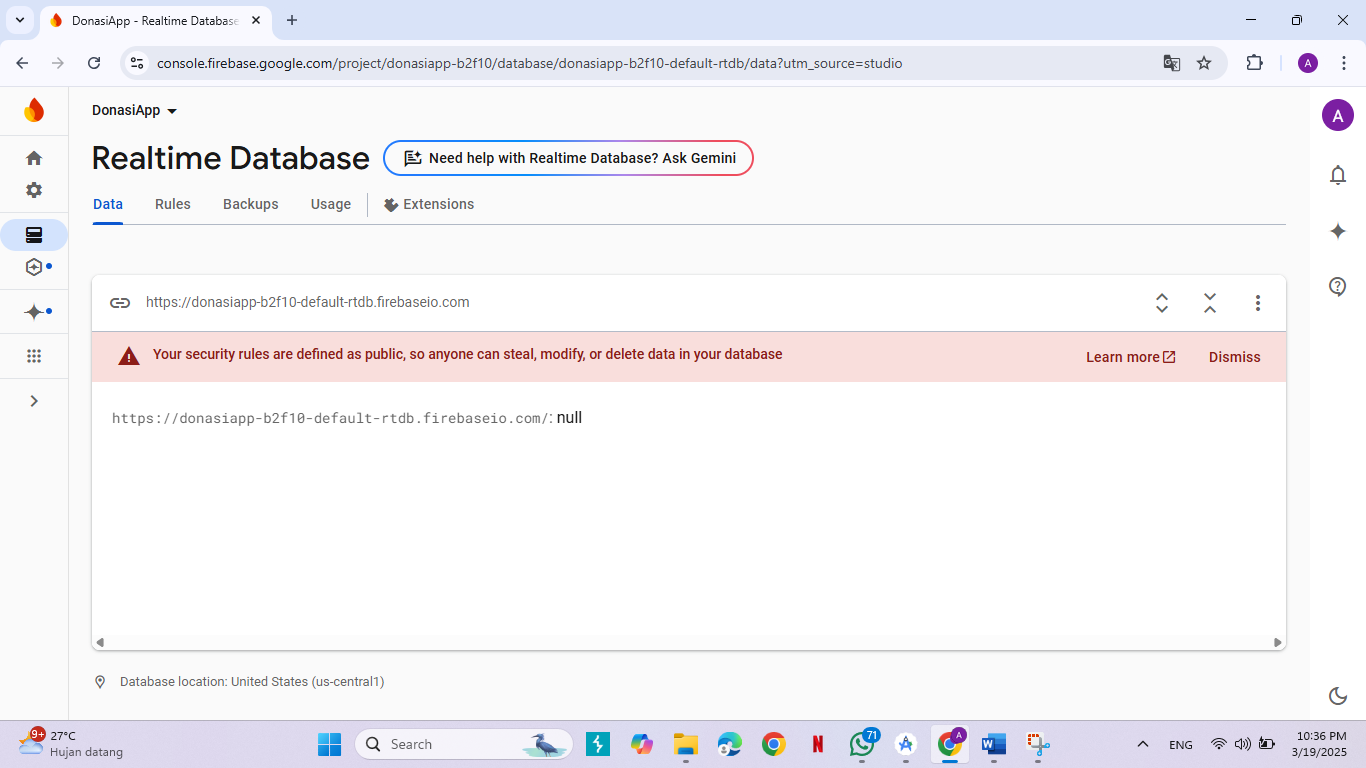 DonasiApp - Realtime Database
console.firebase.google.com/project/donasiapp-b2f10/database/donasiapp-b2f10-default-rtdb/data?utm_source=studio
A
DonasiApp
A
Realtime Database
Need help with Realtime Database? Ask Gemini
Data Rules Backups Usage Extensions
https://donasiapp-b2f10-default-rtdb.firebaseio.com
Your security rules are defined as public, so anyone can steal, modify, or delete data in your database
Learn more Dismiss
https://donasiapp-b2f10-default-rtdb.firebaseio.com/: null
Database location: United States (us-central1)
9+
27°C
Hujan datang
Search
N
71
A
W
ENG
10:36 PM
3/19/2025